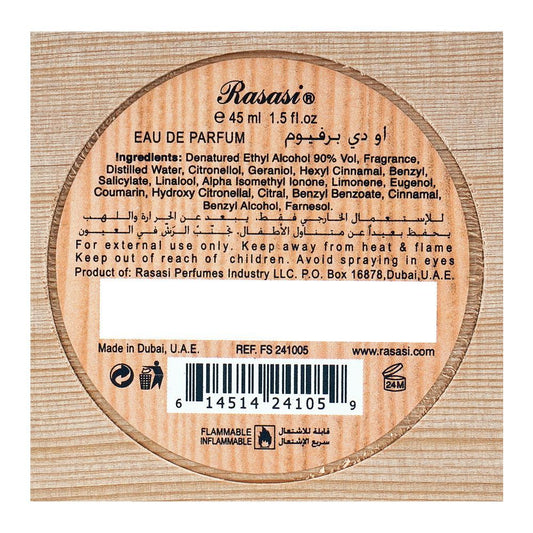 Rasasi®
e 45 ml 1.5 fl.oz
EAU DE PARFUM او دي برفيوم
Ingredients: Denatured Ethyl Alcohol 90% Vol, Fragrance,
Distilled Water, Citronellol, Geraniol, Hexyl Cinnamal, Benzyl,
Salicylate, Linalool, Alpha Isomethyl Ionone, Limonene, Eugenol,
Coumarin, Hydroxy Citronellal, Citral, Benzyl Benzoate, Cinnamal,
Benzyl Alcohol, Farnesol.
للإستعمال الخارجي فقط. يبعد عن الحرارة واللهب
يحفظ بعيداً عن متناول الأطفال. تجنّب الرش في العيون
For external use only. Keep away from heat & flame
Keep out of reach of children. Avoid spraying in eyes
Product of: Rasasi Perfumes Industry LLC. P.O. Box 16878,Dubai,U.A.E.
Made in Dubai, U.A.E. REF. FS 241005 www.rasasi.com
24M
6 14514 24105 9
FLAMMABLE قابلة للاشتعال
INFLAMMABLE سريع الإشتعال